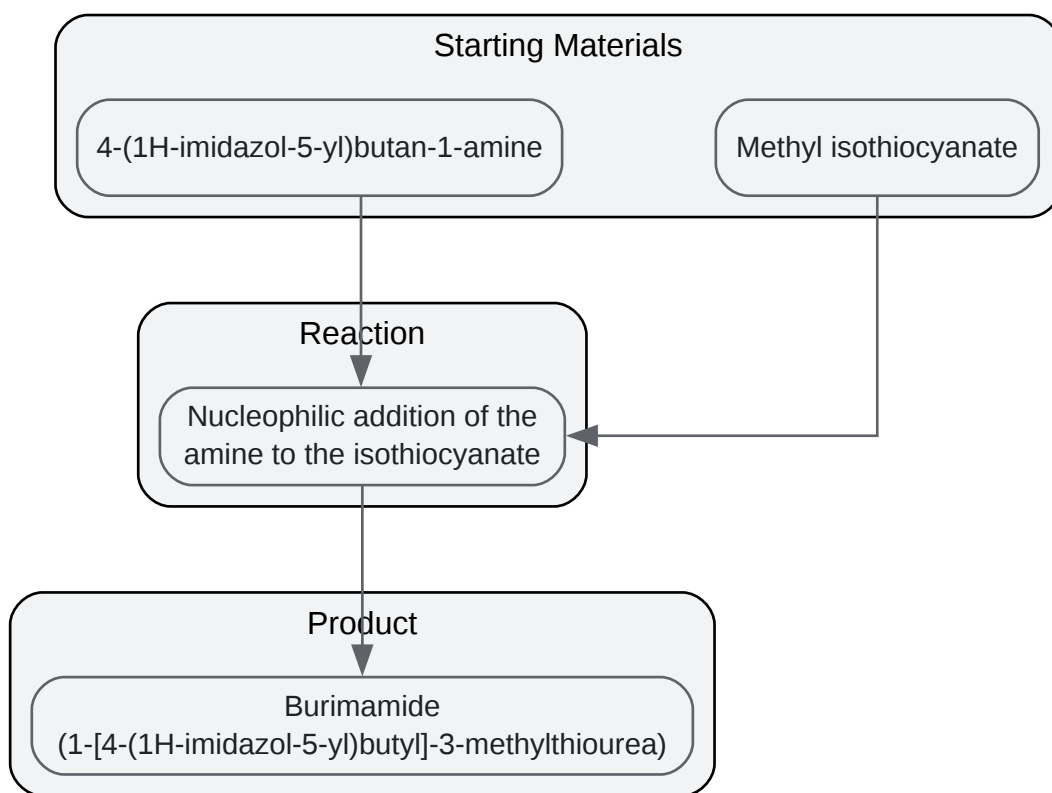 Starting Materials
4-(1H-imidazol-5-yl)butan-1-amine
Methyl isothiocyanate
Reaction
Nucleophilic addition of the
amine to the isothiocyanate
Product
Burimamide
(1-[4-(1H-imidazol-5-yl)butyl]-3-methylthiourea)